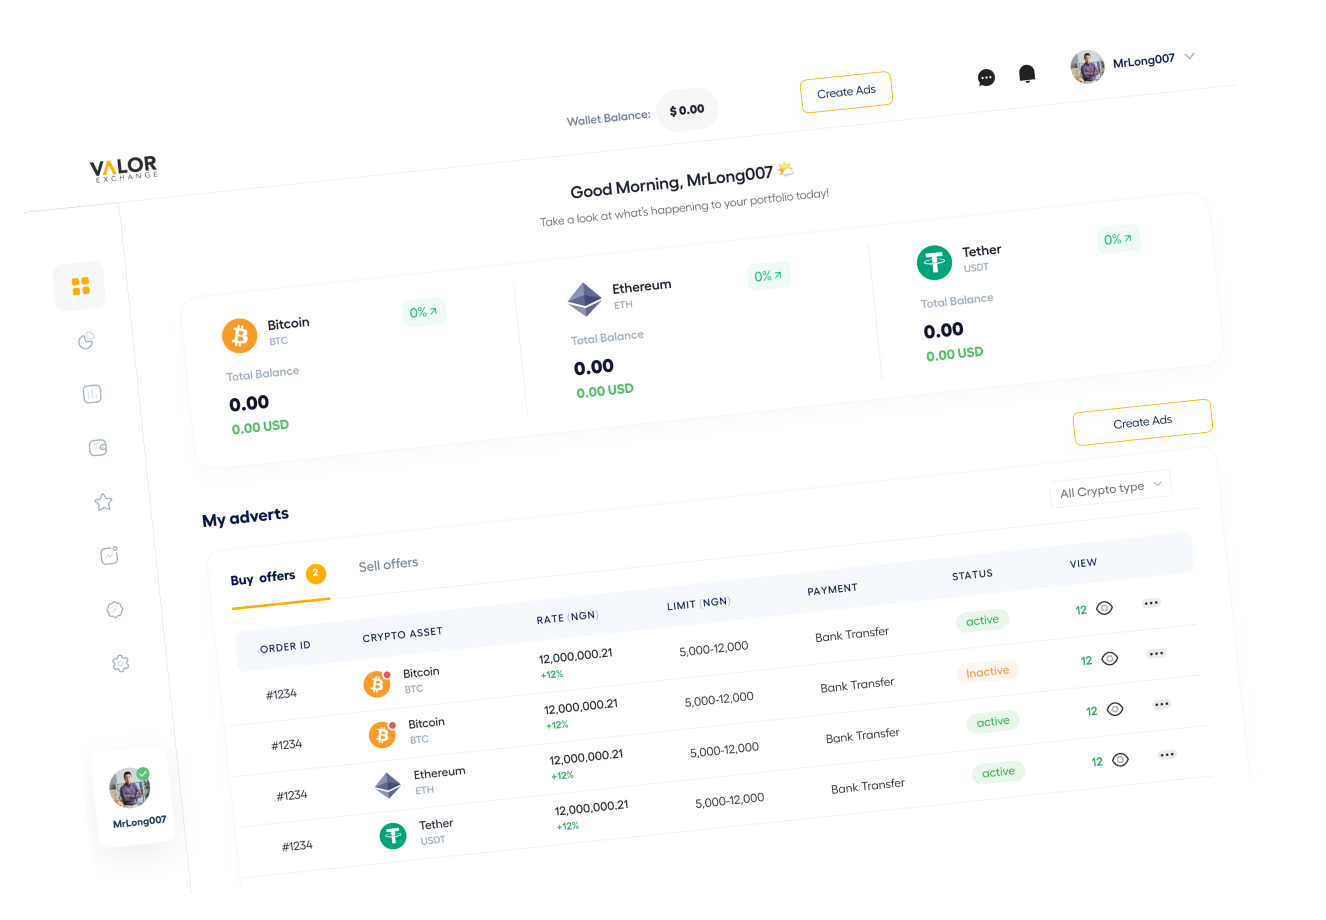 VALOR
EXCHANGE
Wallet Balance: $ 0.00
Create Ads
MrLong007
Good Morning, MrLong007
Take a look at what's happening to your portfolio today!
Bitcoin
BTC
0%
Total Balance
0.00
0.00 USD
Ethereum
ETH
0%
Total Balance
0.00
0.00 USD
Tether
USDT
0%
Total Balance
0.00
0.00 USD
Create Ads
My adverts
All Crypto type
Buy offers 2 Sell offers
ORDER ID CRYPTO ASSET RATE (NGN) LIMIT (NGN) PAYMENT STATUS VIEW
#1234 Bitcoin BTC 12,000,000.21 +12% 5,000-12,000 Bank Transfer active 12
#1234 Bitcoin BTC 12,000,000.21 +12% 5,000-12,000 Bank Transfer Inactive 12
#1234 Ethereum ETH 12,000,000.21 +12% 5,000-12,000 Bank Transfer active 12
#1234 Tether USDT 12,000,000.21 +12% 5,000-12,000 Bank Transfer active 12
MrLong007